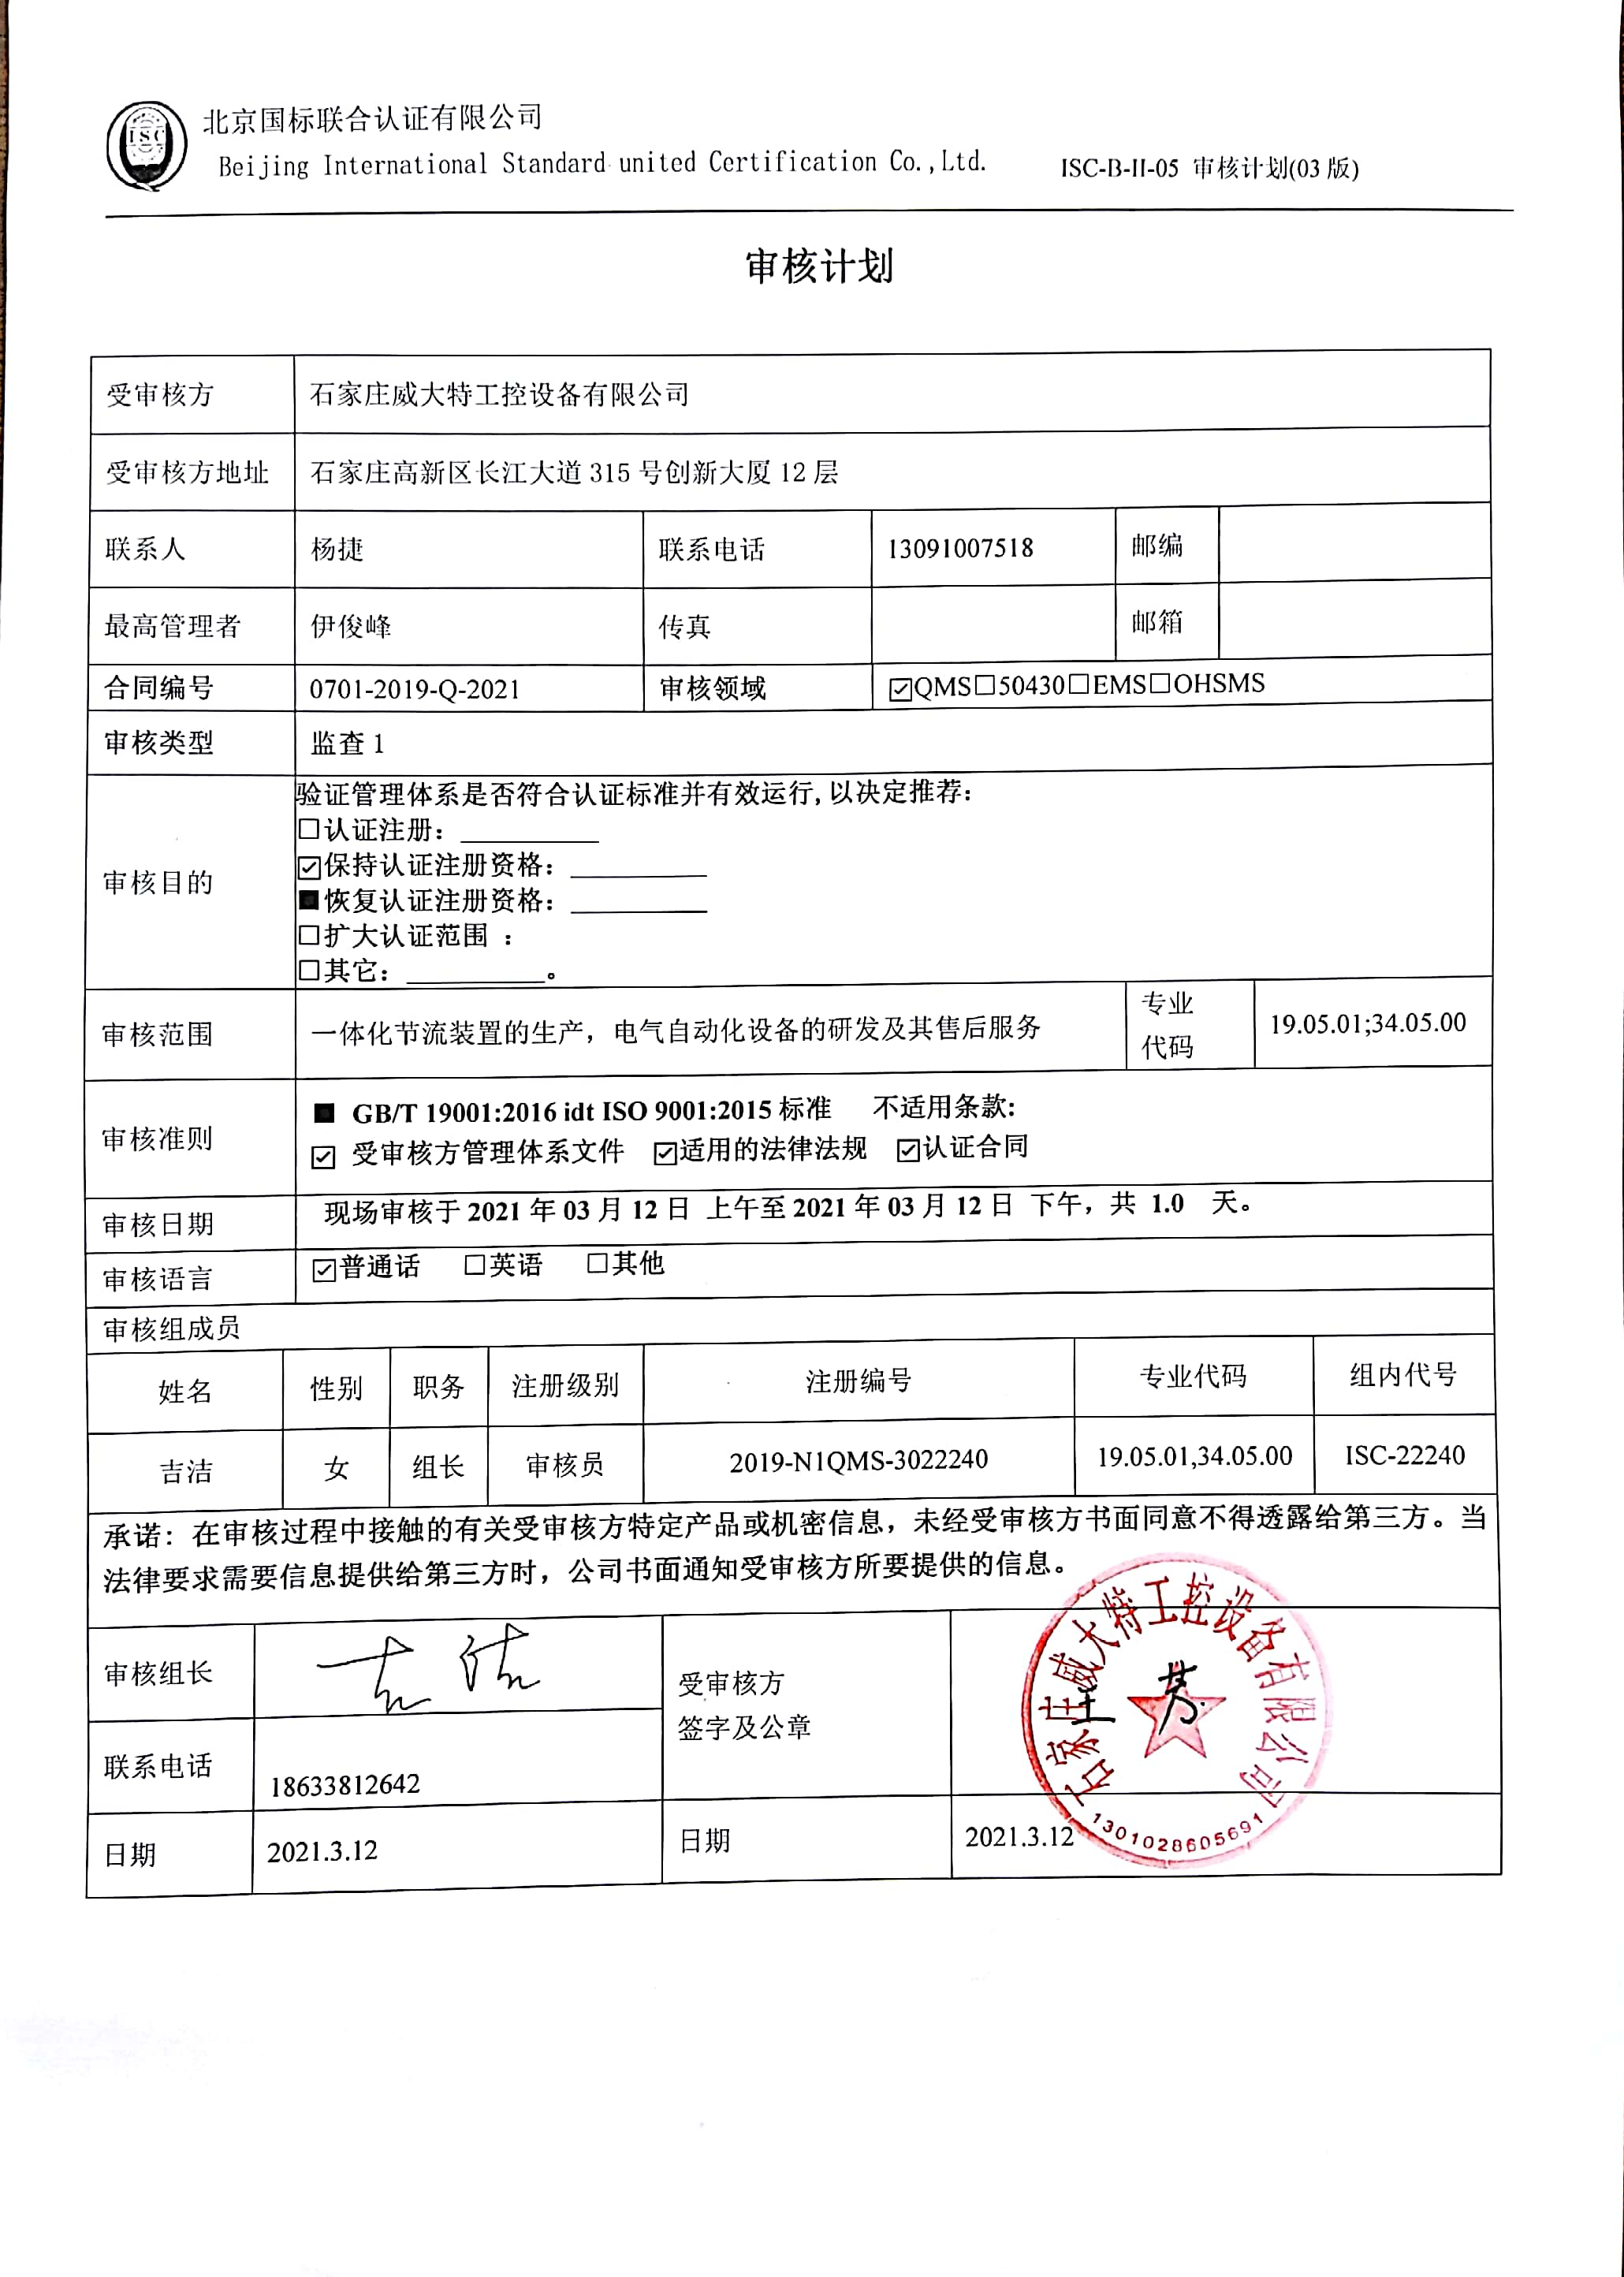 ISC
北京国标联合认证有限公司
Beijing International Standard united Certification Co.,Ltd.
ISC-B-II-05 审核计划(03版)
审核计划
受审核方 石家庄威大特工控设备有限公司
受审核方地址 石家庄高新区长江大道315号创新大厦12层
联系人 杨捷 联系电话 13091007518 邮编
最高管理者 伊俊峰 传真 邮箱
合同编号 0701-2019-Q-2021 审核领域 ☑QMS□50430□EMS□OHSMS
审核类型 监查1
审核目的
验证管理体系是否符合认证标准并有效运行,以决定推荐:
□认证注册:
☑保持认证注册资格:
■恢复认证注册资格:
□扩大认证范围 :
□其它: 。
审核范围 一体化节流装置的生产，电气自动化设备的研发及其售后服务 专业代码 19.05.01;34.05.00
审核准则
■ GB/T 19001:2016 idt ISO 9001:2015标准 不适用条款:
☑ 受审核方管理体系文件 ☑适用的法律法规 ☑认证合同
审核日期 现场审核于2021年03月12日 上午至2021年03月12日 下午，共 1.0 天。
审核语言 ☑普通话 □英语 □其他
审核组成员
姓名 性别 职务 注册级别 注册编号 专业代码 组内代号
吉洁 女 组长 审核员 2019-N1QMS-3022240 19.05.01,34.05.00 ISC-22240
承诺：在审核过程中接触的有关受审核方特定产品或机密信息，未经受审核方书面同意不得透露给第三方。当
法律要求需要信息提供给第三方时，公司书面通知受审核方所要提供的信息。
审核组长 吉洁
受审核方
签字及公章
石家庄威大特工控设备有限公司
1301028605691
联系电话 18633812642
日期 2021.3.12 日期 2021.3.12